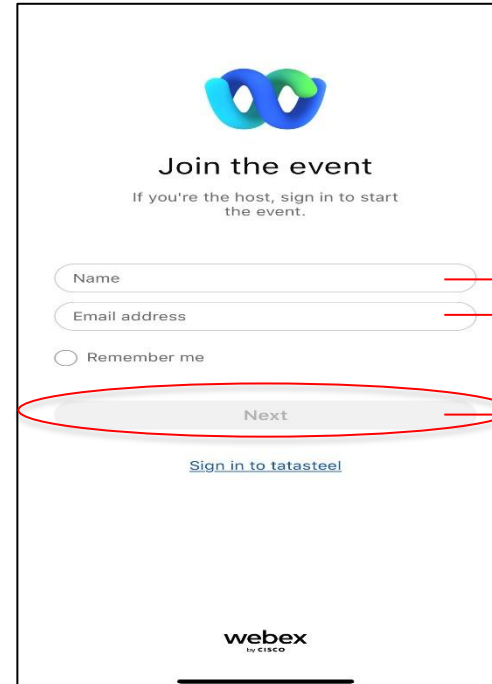 Join the event
If you're the host, sign in to start
the event.
Name
Email address
Remember me
Next
Sign in to tatasteel
webex
by CISCO